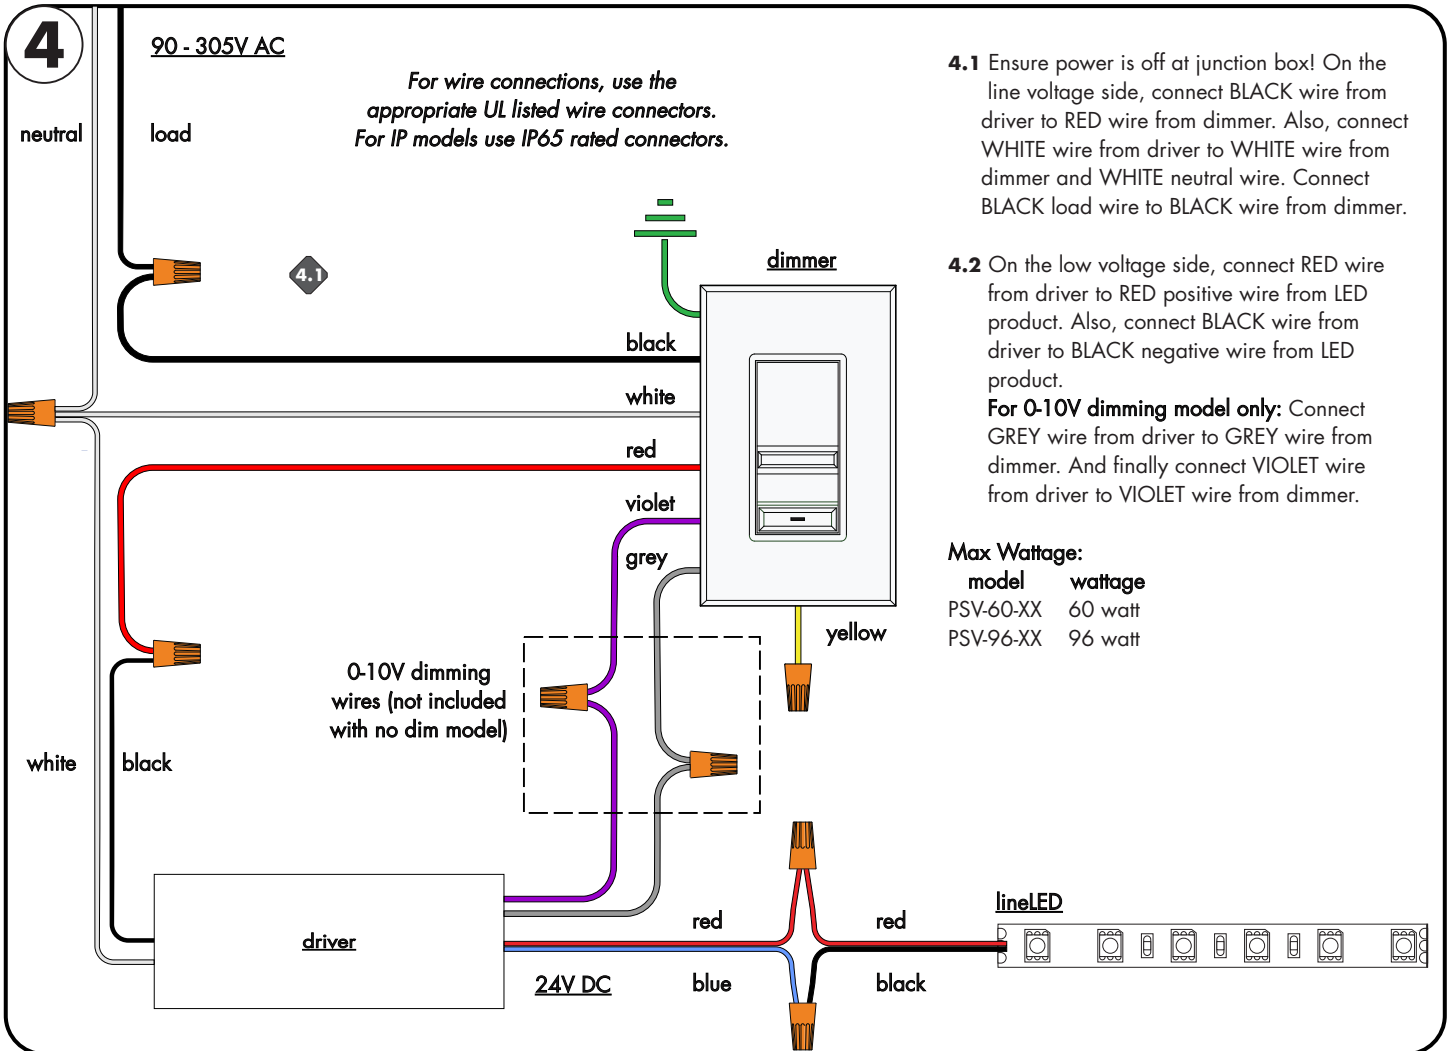 4
90 - 305V AC
For wire connections, use the
appropriate UL listed wire connectors.
For IP models use IP65 rated connectors.
neutral
load
4.1
dimmer
black
white
red
violet
grey
yellow
0-10V dimming
wires (not included
with no dim model)
white
black
driver
24V DC
red
blue
red
black
lineLED
4.1 Ensure power is off at junction box! On the
line voltage side, connect BLACK wire from
driver to RED wire from dimmer. Also, connect
WHITE wire from driver to WHITE wire from
dimmer and WHITE neutral wire. Connect
BLACK load wire to BLACK wire from dimmer.
4.2 On the low voltage side, connect RED wire
from driver to RED positive wire from LED
product. Also, connect BLACK wire from
driver to BLACK negative wire from LED
product.
For 0-10V dimming model only: Connect
GREY wire from driver to GREY wire from
dimmer. And finally connect VIOLET wire
from driver to VIOLET wire from dimmer.
Max Wattage:
model wattage
PSV-60-XX 60 watt
PSV-96-XX 96 watt